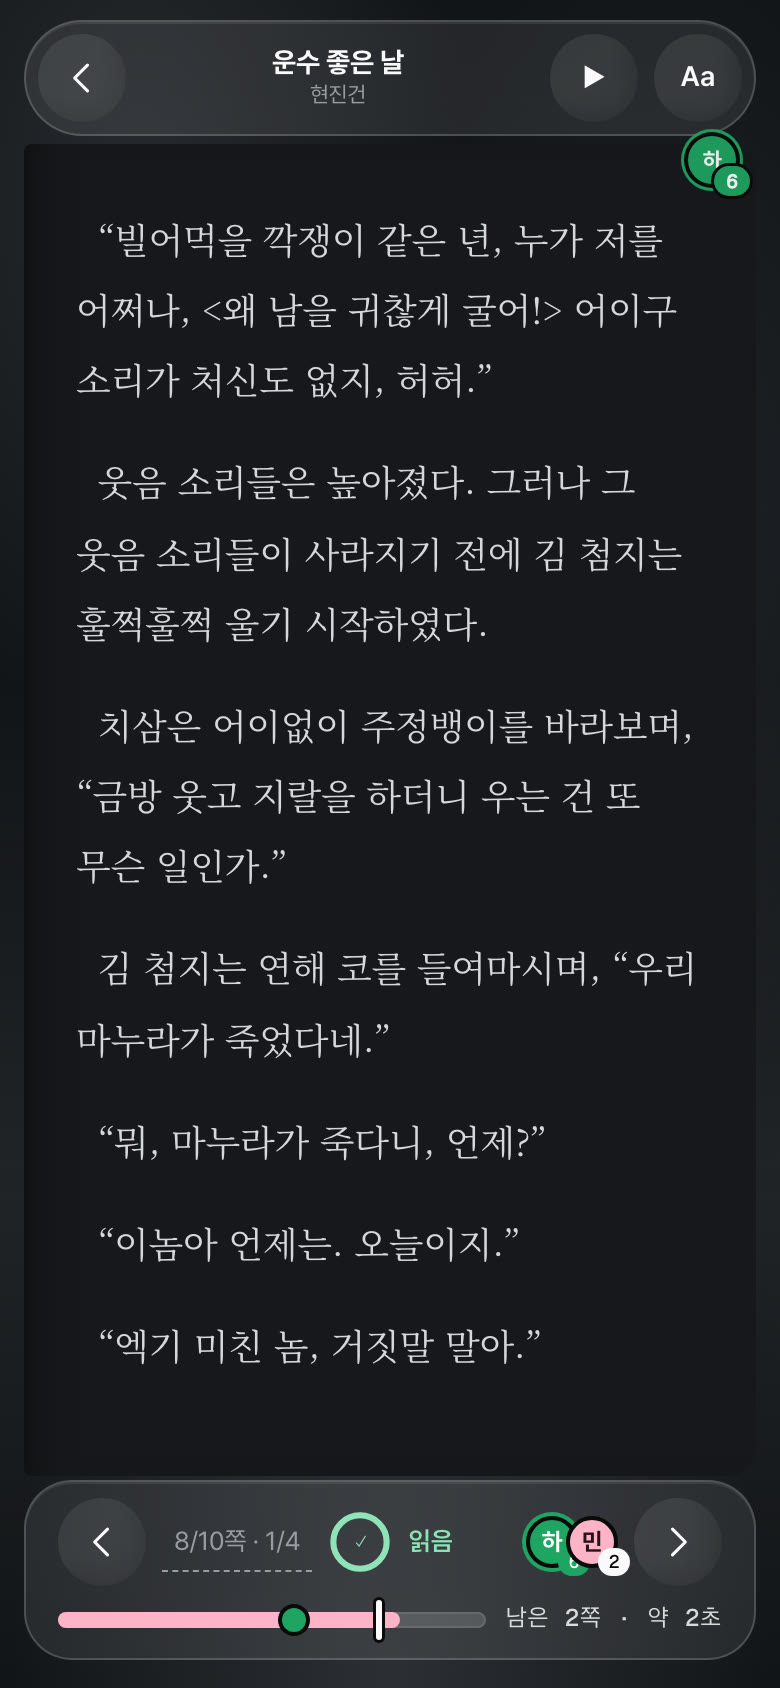 운수 좋은 날
현진건
Aa
하
6
“빌어먹을 깍쟁이 같은 년, 누가 저를
어쩌나, <왜 남을 귀찮게 굴어!> 어이구
소리가 처신도 없지, 허허.”
웃음 소리들은 높아졌다. 그러나 그
웃음 소리들이 사라지기 전에 김 첨지는
훌쩍훌쩍 울기 시작하였다.
치삼은 어이없이 주정뱅이를 바라보며,
“금방 웃고 지랄을 하더니 우는 건 또
무슨 일인가.”
김 첨지는 연해 코를 들여마시며, “우리
마누라가 죽었다네.”
“뭐, 마누라가 죽다니, 언제?”
“이놈아 언제는. 오늘이지.”
“엑기 미친 놈, 거짓말 말아.”
8/10쪽 · 1/4
✓
읽음
하
6
민
2
남은 2쪽 · 약 2초